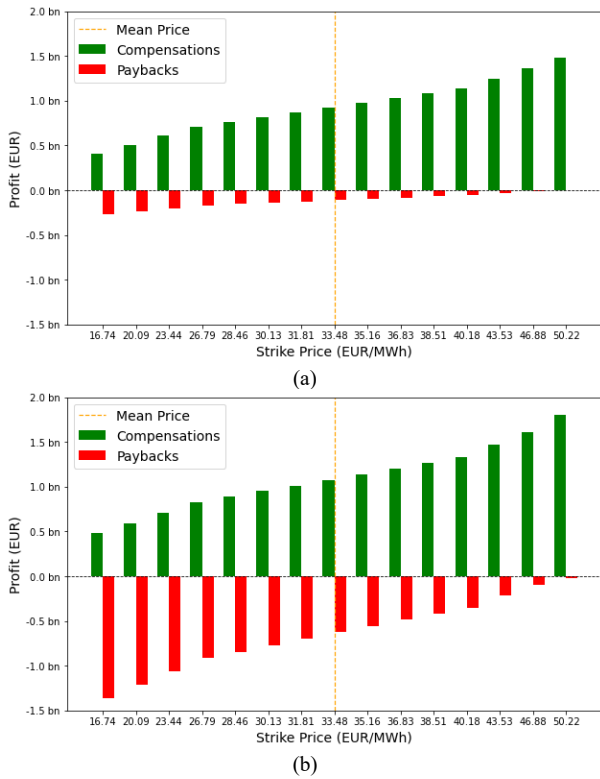 2.0 bn
1.5 bn
1.0 bn
0.5 bn
0.0 bn
-0.5 bn
-1.0 bn
-1.5 bn
Profit (EUR)
Mean Price
Compensations
Paybacks
16.74 20.09 23.44 26.79 28.46 30.13 31.81 33.48 35.16 36.83 38.51 40.18 43.53 46.88 50.22
Strike Price (EUR/MWh)
(a)
2.0 bn
1.5 bn
1.0 bn
0.5 bn
0.0 bn
-0.5 bn
-1.0 bn
-1.5 bn
Profit (EUR)
Mean Price
Compensations
Paybacks
16.74 20.09 23.44 26.79 28.46 30.13 31.81 33.48 35.16 36.83 38.51 40.18 43.53 46.88 50.22
Strike Price (EUR/MWh)
(b)